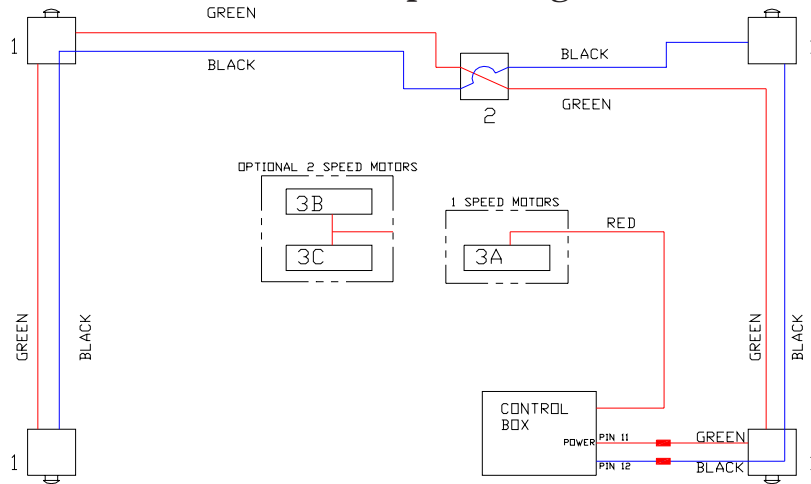 GREEN
1
BLACK
BLACK
2
GREEN
OPTIONAL 2 SPEED MOTORS
3B
3C
1 SPEED MOTORS
3A
RED
GREEN
BLACK
GREEN
BLACK
CONTROL
BOX
POWER
PIN 11
GREEN
PIN 12
BLACK
1